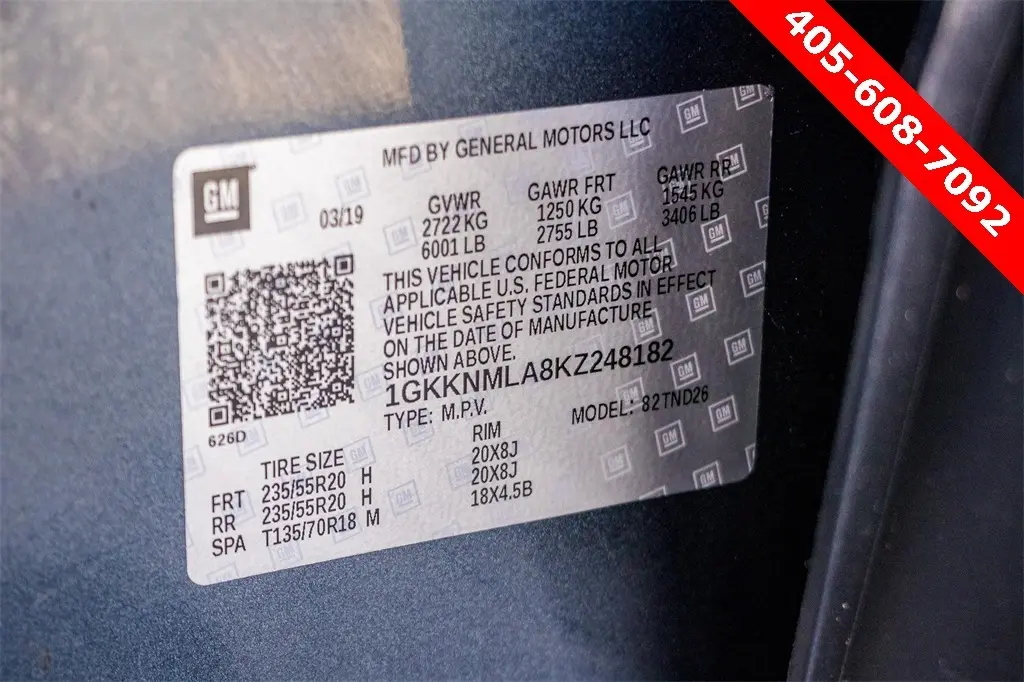 405-608-7092
MFD BY GENERAL MOTORS LLC
GM
03/19
GVWR
2722 KG
6001 LB
GAWR FRT
1250 KG
2755 LB
GAWR RR
1545 KG
3406 LB
THIS VEHICLE CONFORMS TO ALL
APPLICABLE U.S. FEDERAL MOTOR
VEHICLE SAFETY STANDARDS IN EFFECT
ON THE DATE OF MANUFACTURE
SHOWN ABOVE.
1GKKNMLA8KZ248182
TYPE: M.P.V. MODEL: 82TND26
626D
TIRE SIZE RIM
FRT 235/55R20 H 20X8J
RR 235/55R20 H 20X8J
SPA T135/70R18 M 18X4.5B